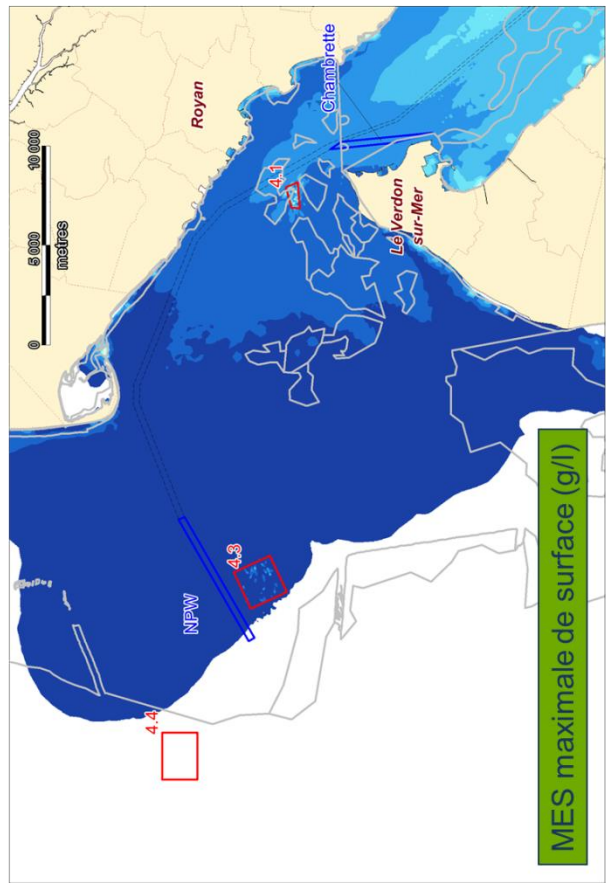 MES maximale de surface (g/l)
4.4
NPW
4.3
0
5 000
10 000
metres
Royan
4.1
Chambrette
Le Verdon
sur-Mer